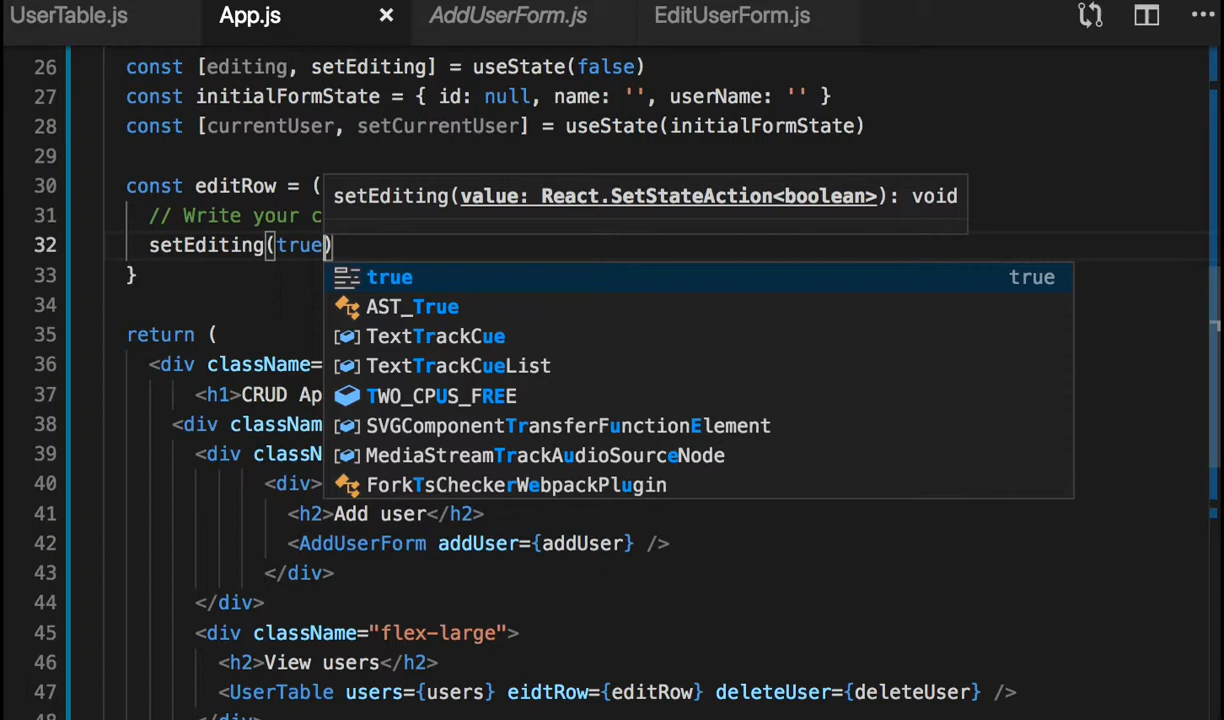 UserTable.js App.js AddUserForm.js EditUserForm.js
26 const [editing, setEditing] = useState(false)
27 const initialFormState = { id: null, name: '', userName: '' }
28 const [currentUser, setCurrentUser] = useState(initialFormState)
29
30 const editRow = (
setEditing(value: React.SetStateAction<boolean>): void
31 // Write your c
32 setEditing(true)
33 }
true true
AST_True
34
35 return (
TextTrackCue
36 <div className=
TextTrackCueList
37 <h1>CRUD Ap
TWO_CPUS_FREE
38 <div classNam
SVGComponentTransferFunctionElement
39 <div classN
MediaStreamTrackAudioSourceNode
40 <div>
ForkTsCheckerWebpackPlugin
41 <h2>Add user</h2>
42 <AddUserForm addUser={addUser} />
43 </div>
44 </div>
45 <div className="flex-large">
46 <h2>View users</h2>
47 <UserTable users={users} eidtRow={editRow} deleteUser={deleteUser} />
48 </div>